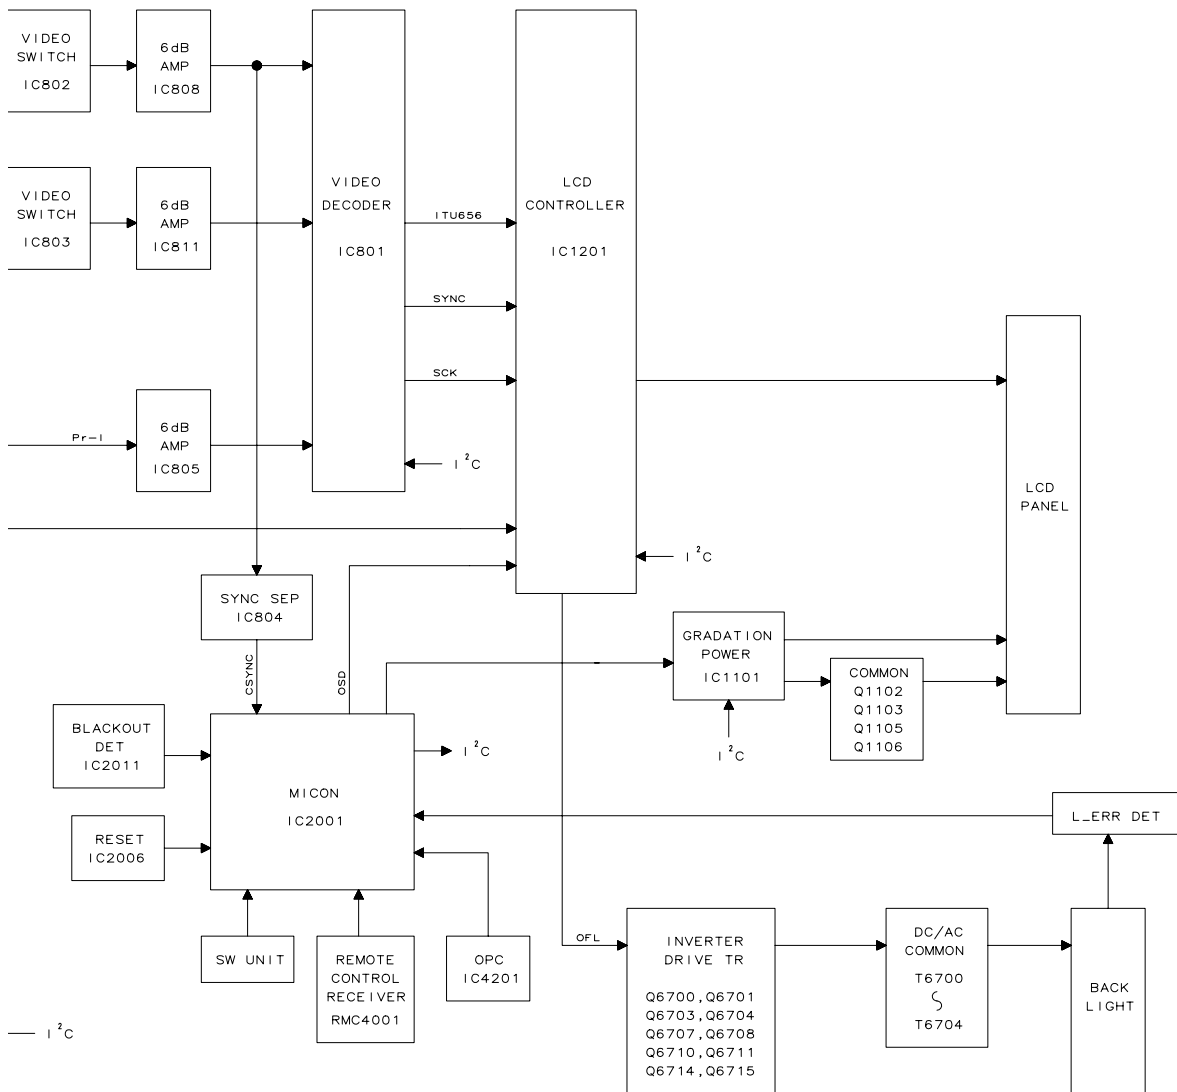 VIDEO
SWITCH
IC802
6dB
AMP
IC808
VIDEO
SWITCH
IC803
6dB
AMP
IC811
VIDEO
DECODER
IC801
ITU656
SYNC
SCK
LCD
CONTROLLER
IC1201
Pr-I
6dB
AMP
IC805
I²C
LCD
PANEL
I²C
SYNC SEP
IC804
CSYNC
OSD
GRADATION
POWER
IC1101
I²C
COMMON
Q1102
Q1103
Q1105
Q1106
BLACKOUT
DET
IC2011
MICON
IC2001
I²C
RESET
IC2006
L_ERR DET
SW UNIT
REMOTE
CONTROL
RECEIVER
RMC4001
OPC
IC4201
OFL
INVERTER
DRIVE TR
Q6700,Q6701
Q6703,Q6704
Q6707,Q6708
Q6710,Q6711
Q6714,Q6715
DC/AC
COMMON
T6700
T6704
BACK
LIGHT
I²C